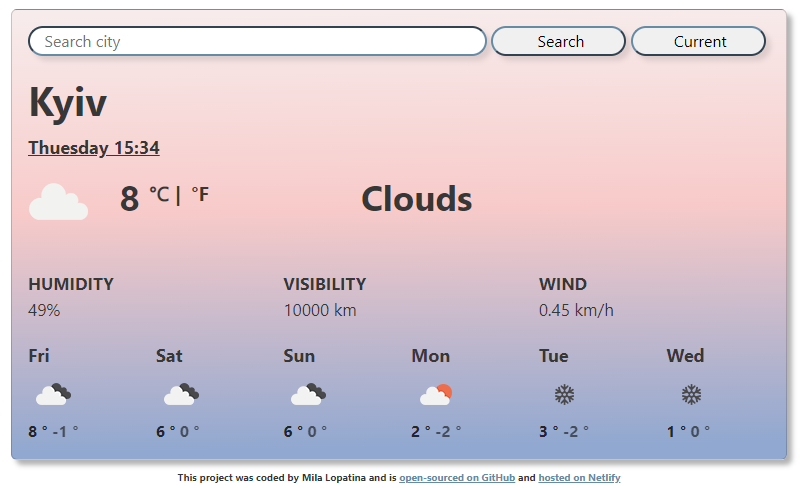 Search city Search Current
Kyiv
Thuesday 15:34
8 °C | °F Clouds
HUMIDITY VISIBILITY WIND
49% 10000 km 0.45 km/h
Fri Sat Sun Mon Tue Wed
8 ° -1 ° 6 ° 0 ° 6 ° 0 ° 2 ° -2 ° 3 ° -2 ° 1 ° 0 °
This project was coded by Mila Lopatina and is open-sourced on GitHub and hosted on Netlify